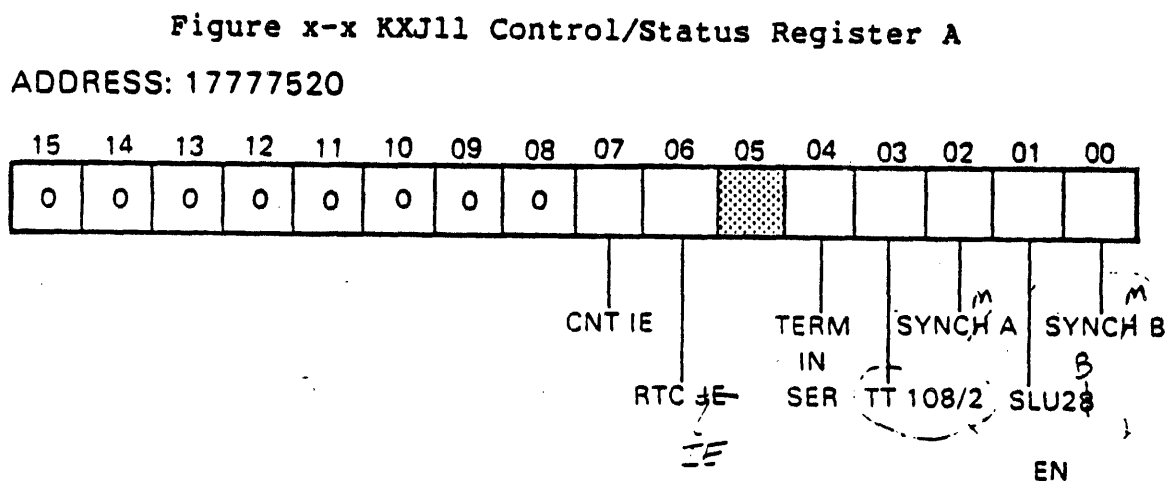 Figure x-x KXJ11 Control/Status Register A
ADDRESS: 17777520
15 14 13 12 11 10 09 08 07 06 05 04 03 02 01 00
0 0 0 0 0 0 0 0
m m
CNT IE TERM SYNCH A SYNCH B
IN B
RTC IE SER TT 108/2 SLU28
IE
EN